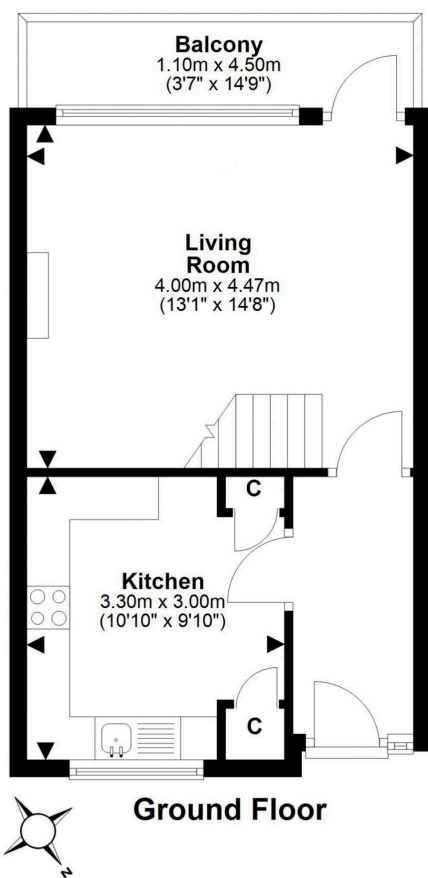 Balcony
1.10m x 4.50m
(3'7" x 14'9")
Living
Room
4.00m x 4.47m
(13'1" x 14'8")
C
Kitchen
3.30m x 3.00m
(10'10" x 9'10")
C
Ground Floor
N